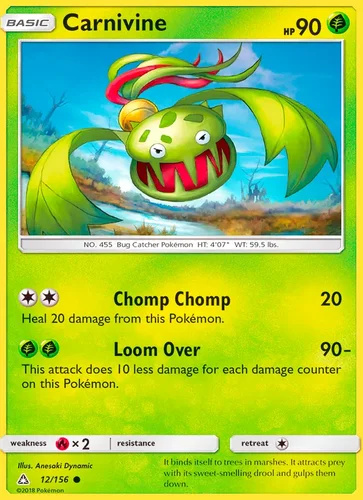 BASIC
Carnivine
HP90
NO. 455 Bug Catcher Pokémon HT: 4'07" WT: 59.5 lbs.
Chomp Chomp 20
Heal 20 damage from this Pokémon.
Loom Over 90-
This attack does 10 less damage for each damage counter
on this Pokémon.
weakness ×2 resistance retreat
Illus. Anesaki Dynamic
12/156
©2018 Pokémon
It binds itself to trees in marshes. It attracts prey
with its sweet-smelling drool and gulps them
down.